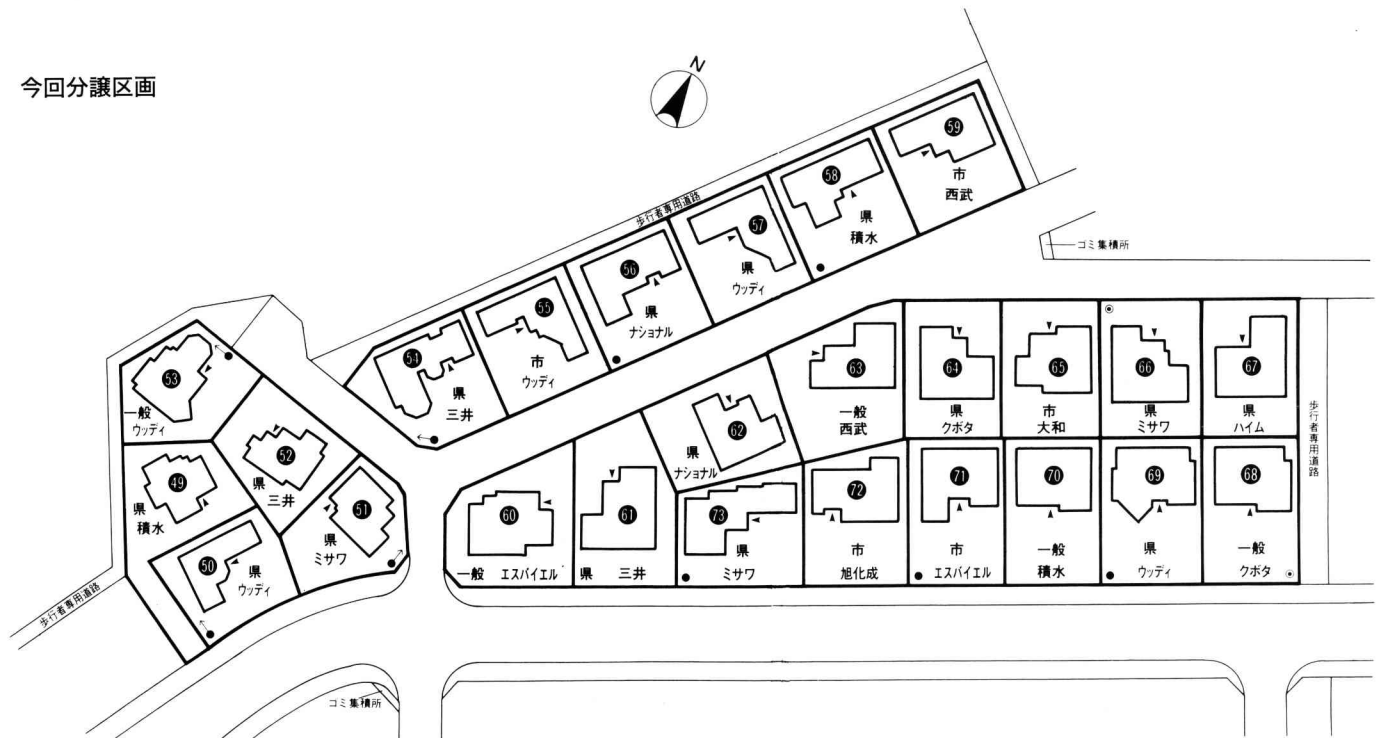 今回分譲区画
N
59
市
西武
58
県
積水
歩行者専用道路
57
県
ウッディ
56
県
ナショナル
55
市
ウッディ
54
県
三井
ゴミ集積所
53
一般
ウッディ
52
県
三井
49
県
積水
51
県
ミサワ
50
県
ウッディ
歩行者専用道路
63
一般
西武
64
県
クボタ
65
市
大和
66
県
ミサワ
67
県
ハイム
歩行者専用道路
62
県
ナショナル
60
一般 エスバイエル
61
県 三井
73
県
ミサワ
72
市
旭化成
71
市
エスバイエル
70
一般
積水
69
県
ウッディ
68
一般
クボタ
ゴミ集積所